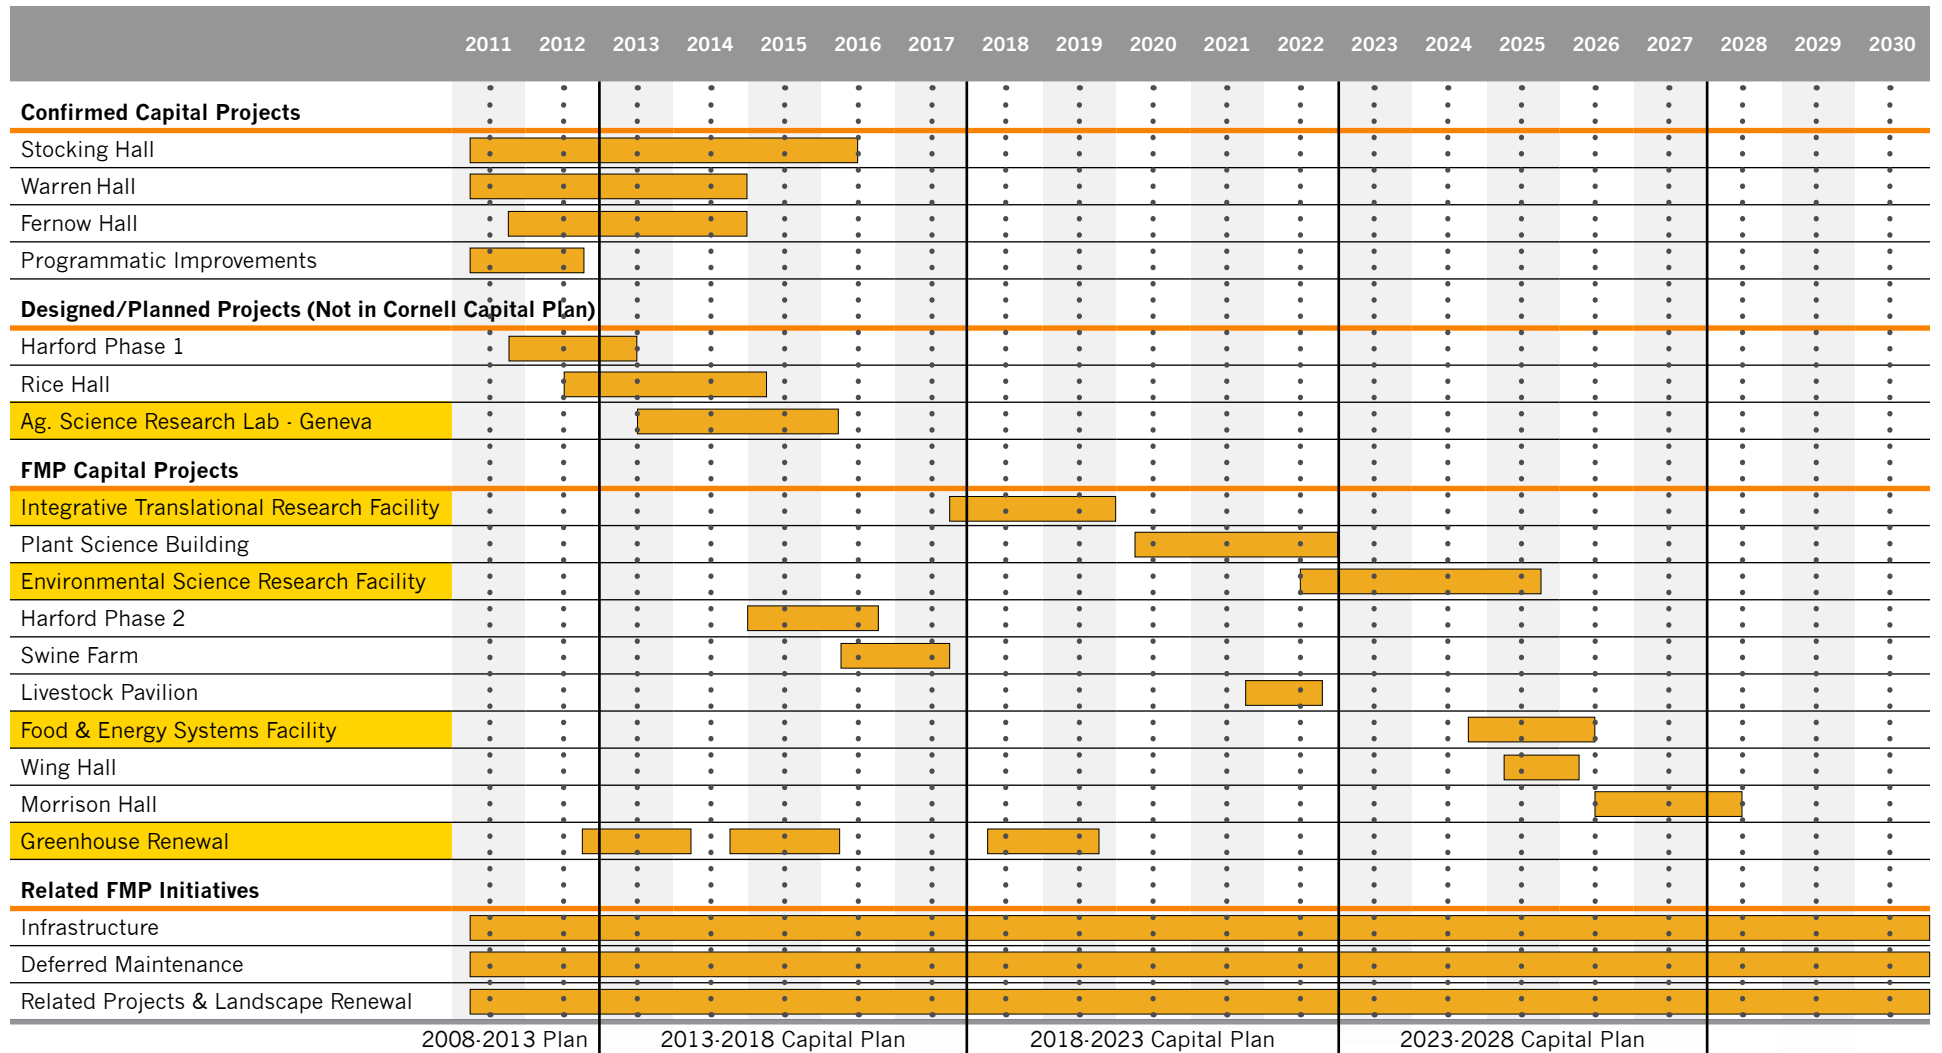 2011 2012 2013 2014 2015 2016 2017 2018 2019 2020 2021 2022 2023 2024 2025 2026 2027 2028 2029 2030
Confirmed Capital Projects
Stocking Hall
Warren Hall
Fernow Hall
Programmatic Improvements
Designed/Planned Projects (Not in Cornell Capital Plan)
Harford Phase 1
Rice Hall
Ag. Science Research Lab - Geneva
FMP Capital Projects
Integrative Translational Research Facility
Plant Science Building
Environmental Science Research Facility
Harford Phase 2
Swine Farm
Livestock Pavilion
Food & Energy Systems Facility
Wing Hall
Morrison Hall
Greenhouse Renewal
Related FMP Initiatives
Infrastructure
Deferred Maintenance
Related Projects & Landscape Renewal
2008-2013 Plan 2013-2018 Capital Plan 2018-2023 Capital Plan 2023-2028 Capital Plan